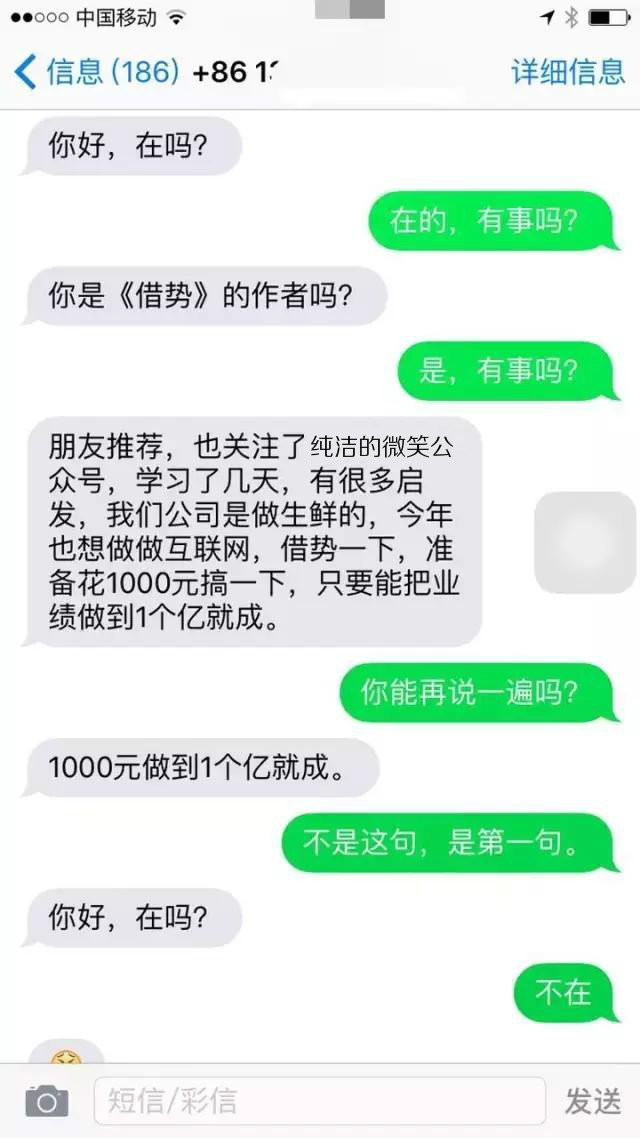 中国移动
信息 (186) +86 1
详细信息
你好，在吗？
在的，有事吗？
你是《借势》的作者吗？
是，有事吗？
朋友推荐，也关注了纯洁的微笑公
众号，学习了几天，有很多启
发，我们公司是做生鲜的，今年
也想做做互联网，借势一下，准
备花1000元搞一下，只要能把业
绩做到1个亿就成。
你能再说一遍吗？
1000元做到1个亿就成。
不是这句，是第一句。
你好，在吗？
不在
短信/彩信
发送